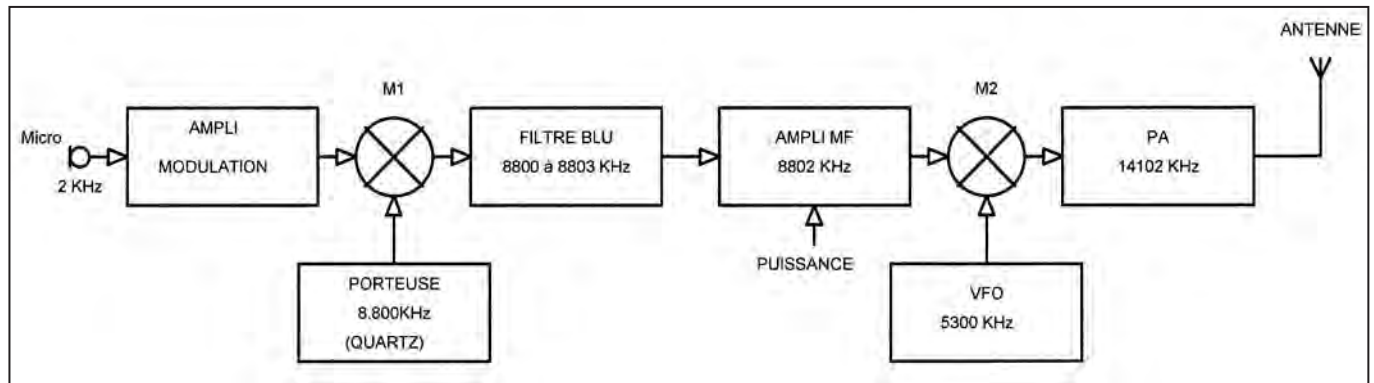 ANTENNE
M1
M2
Micro
2 KHz
AMPLI
MODULATION
FILTRE BLU
8800 à 8803 KHz
AMPLI MF
8802 KHz
PA
14102 KHz
PUISSANCE
PORTEUSE
8.800KHz
(QUARTZ)
VFO
5300 KHz